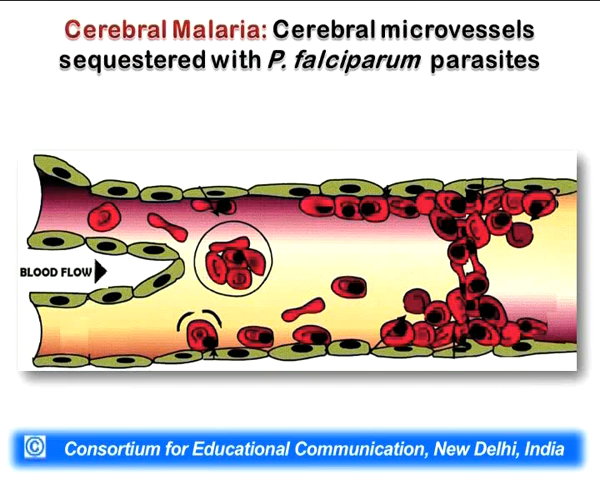 Cerebral Malaria: Cerebral microvessels
sequestered with P. falciparum parasites
BLOOD FLOW
© Consortium for Educational Communication, New Delhi, India